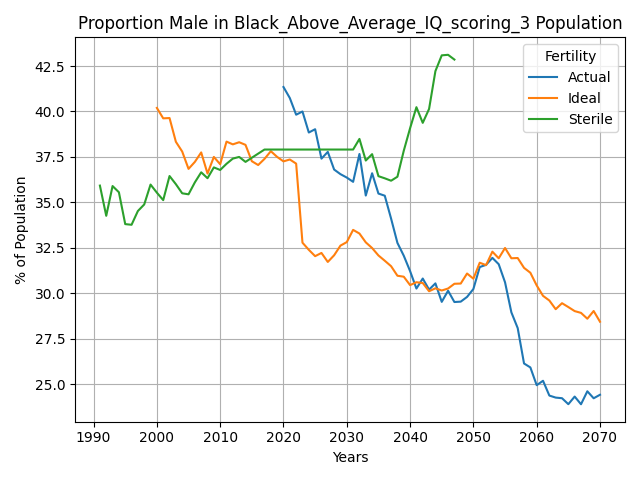 Proportion Male in Black_Above_Average_IQ_scoring_3 Population
% of Population
42.5
40.0
37.5
35.0
32.5
30.0
27.5
25.0
Fertility
Actual
Ideal
Sterile
1990 2000 2010 2020 2030 2040 2050 2060 2070
Years